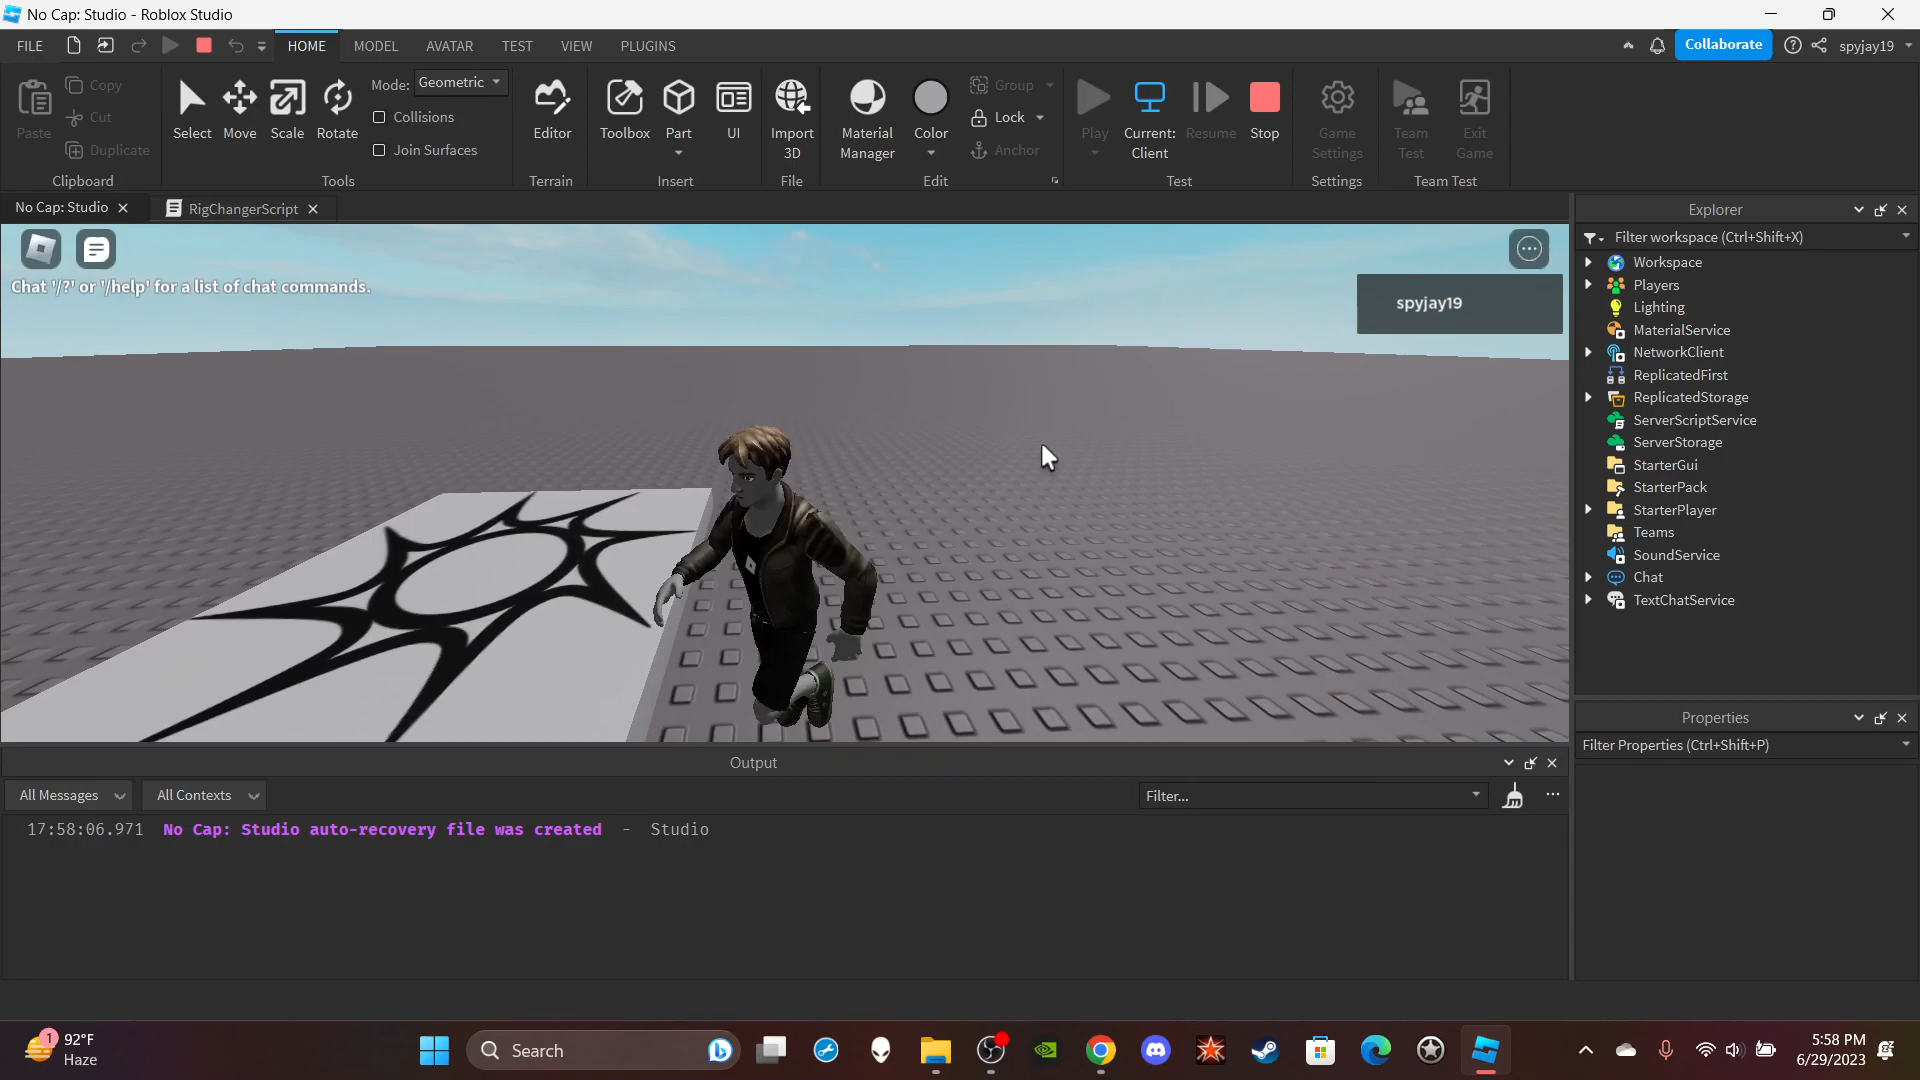 No Cap: Studio - Roblox Studio
FILE HOME MODEL AVATAR TEST VIEW PLUGINS Collaborate spyjay19
Paste Copy Cut Duplicate Clipboard
Select Move Scale Rotate Mode: Geometric Collisions Join Surfaces Tools
Editor Terrain
Toolbox Part UI Insert
Import 3D File
Material Manager Color Group Lock Anchor Edit
Play Current: Client Resume Stop Test
Game Settings Settings
Team Test Exit Game Team Test
No Cap: Studio RigChangerScript
Chat '/?' or '/help' for a list of chat commands.
spyjay19
Explorer
Filter workspace (Ctrl+Shift+X)
Workspace
Players
Lighting
MaterialService
NetworkClient
ReplicatedFirst
ReplicatedStorage
ServerScriptService
ServerStorage
StarterGui
StarterPack
StarterPlayer
Teams
SoundService
Chat
TextChatService
Properties
Filter Properties (Ctrl+Shift+P)
Output
All Messages All Contexts Filter...
17:58:06.971 No Cap: Studio auto-recovery file was created - Studio
1 92°F
Haze
Search
5:58 PM
6/29/2023